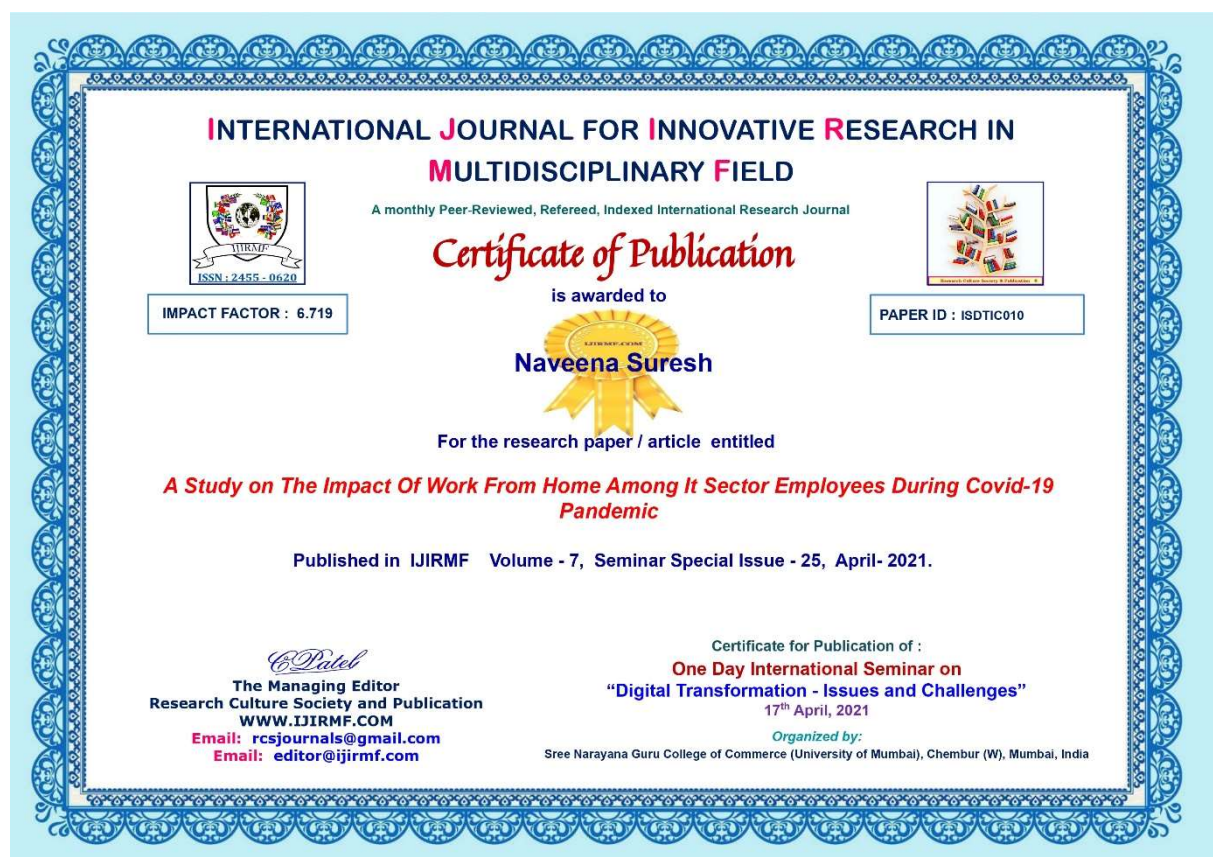 INTERNATIONAL JOURNAL FOR INNOVATIVE RESEARCH IN
MULTIDISCIPLINARY FIELD
A monthly Peer-Reviewed, Refereed, Indexed International Research Journal
IJIRMF
ISSN : 2455 - 0620
Certificate of Publication
Research Culture Society & Publication
is awarded to
IMPACT FACTOR : 6.719
PAPER ID : ISDTIC010
IJIRMF.COM
Naveena Suresh
For the research paper / article entitled
A Study on The Impact Of Work From Home Among It Sector Employees During Covid-19
Pandemic
Published in IJIRMF Volume - 7, Seminar Special Issue - 25, April- 2021.
CPatel
The Managing Editor
Research Culture Society and Publication
WWW.IJIRMF.COM
Email: rcsjournals@gmail.com
Email: editor@ijirmf.com
Certificate for Publication of :
One Day International Seminar on
“Digital Transformation - Issues and Challenges”
17th April, 2021
Organized by:
Sree Narayana Guru College of Commerce (University of Mumbai), Chembur (W), Mumbai, India